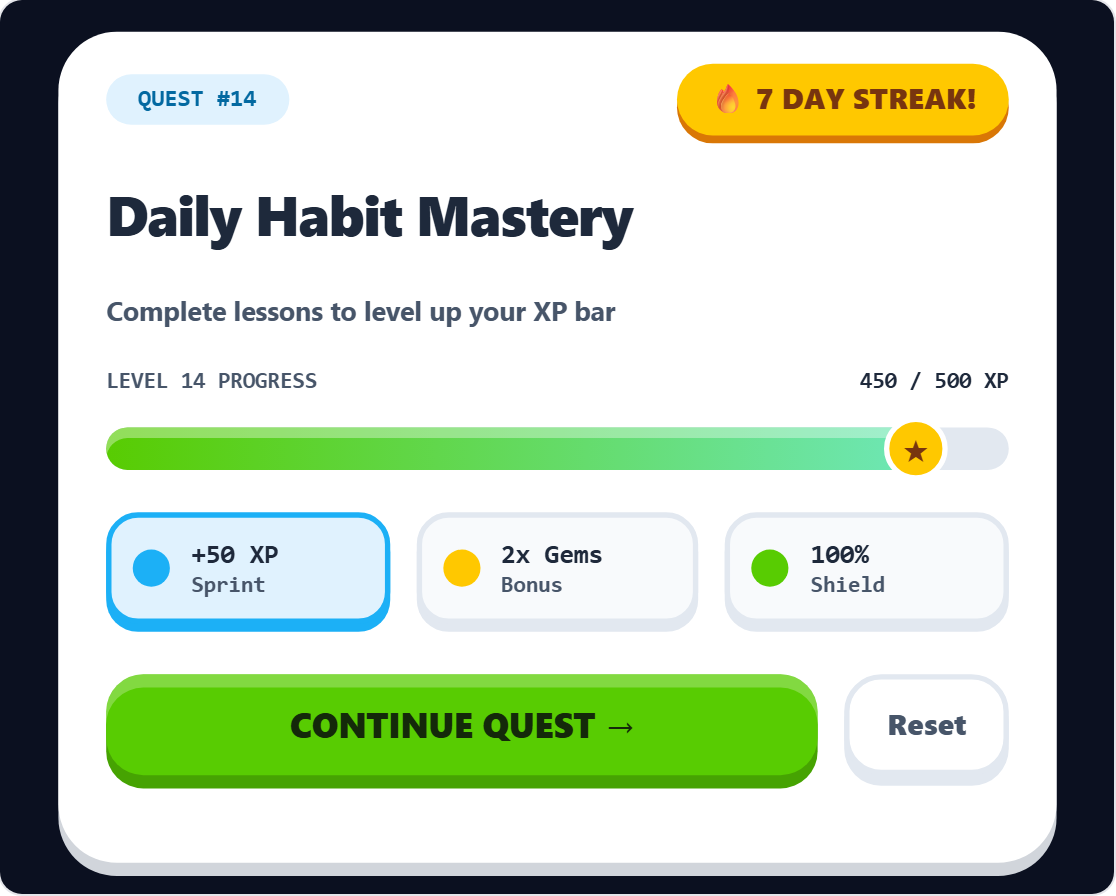 QUEST #14
🔥 7 DAY STREAK!
Daily Habit Mastery
Complete lessons to level up your XP bar
LEVEL 14 PROGRESS
450 / 500 XP
+50 XP
Sprint
2x Gems
Bonus
100%
Shield
CONTINUE QUEST →
Reset